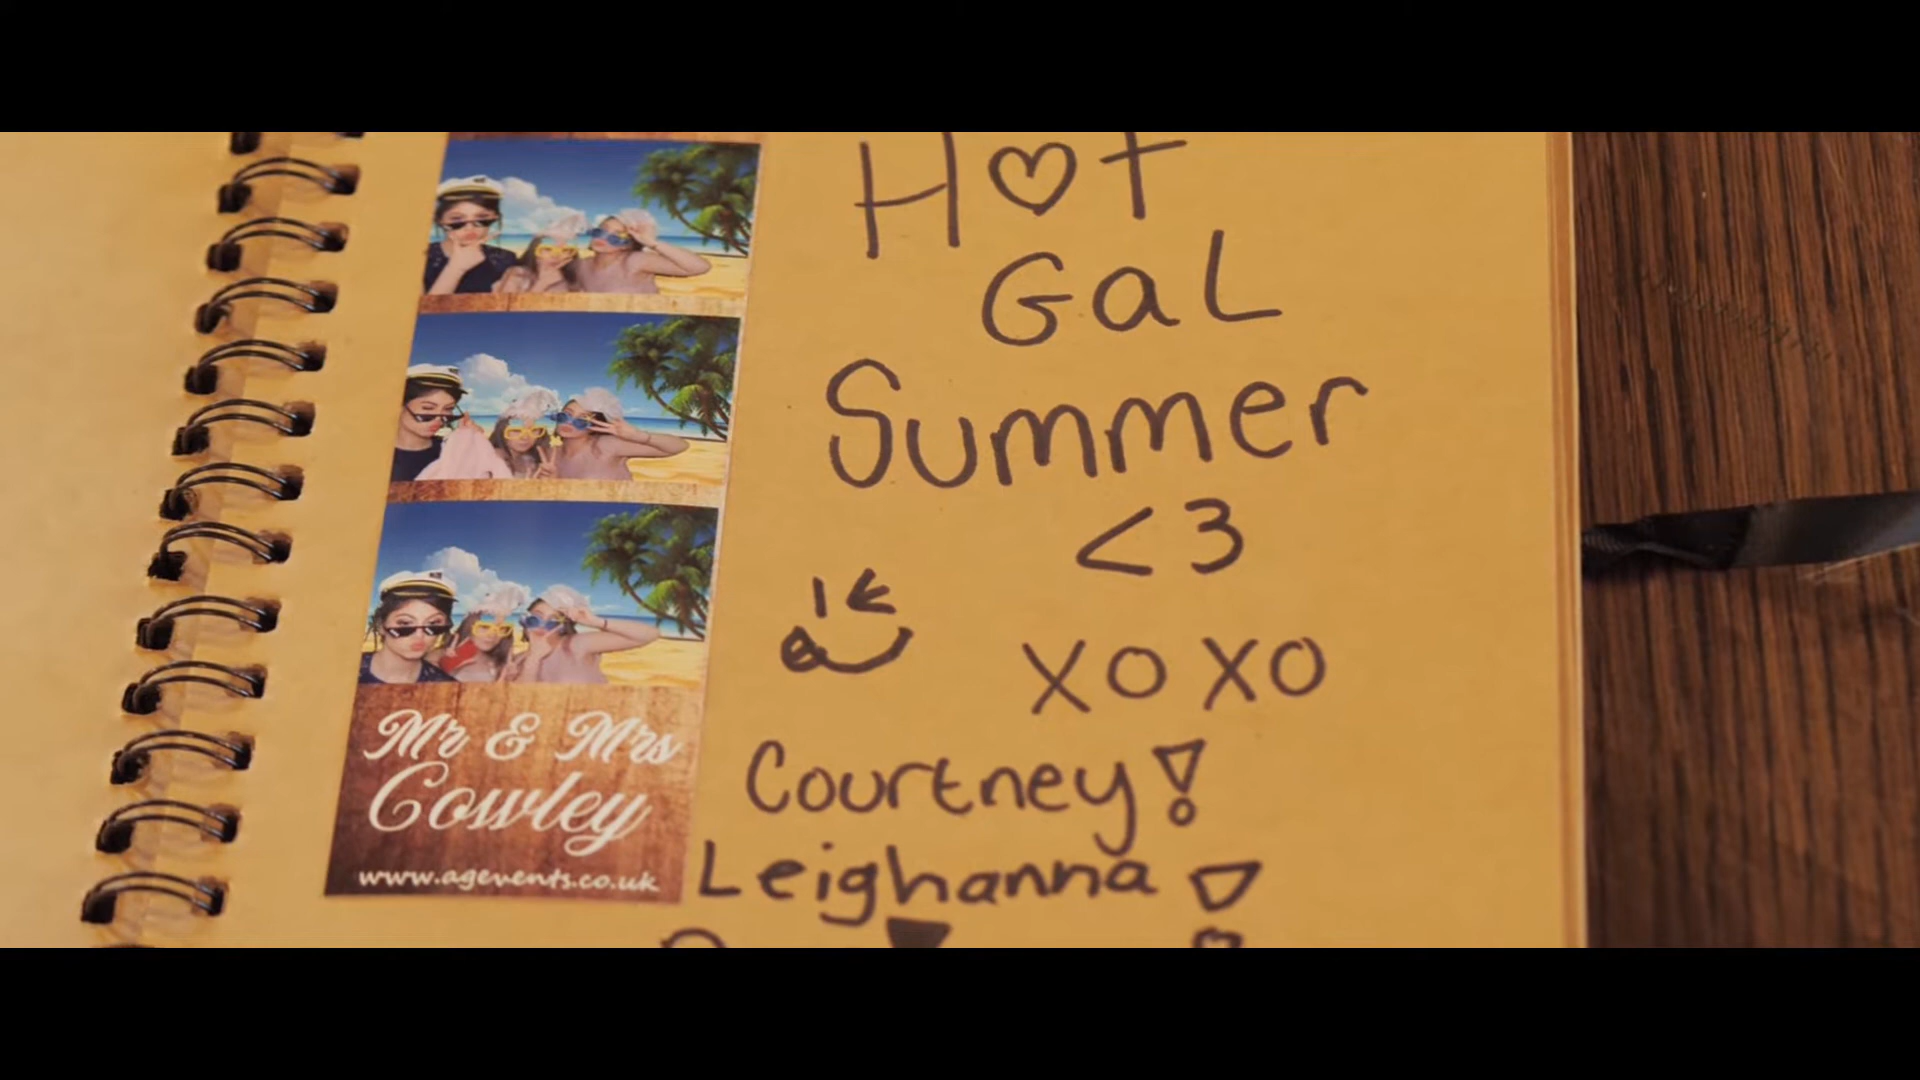 Mr & Mrs
Cowley
www.agevents.co.uk
H♡t
GaL
Summer
<3
XOXO
Courtney!
Leighanna